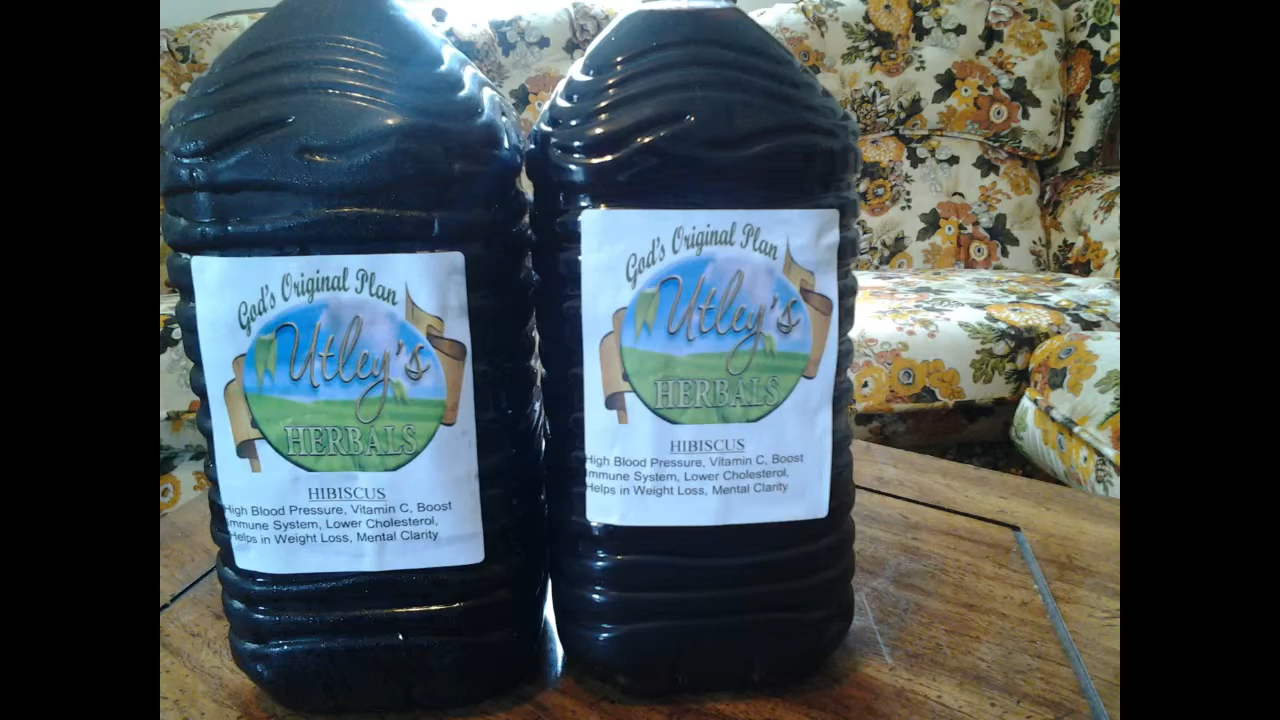 God's Original Plan
Utley's
HERBALS
HIBISCUS
High Blood Pressure, Vitamin C, Boost
Immune System, Lower Cholesterol,
Helps in Weight Loss, Mental Clarity
God's Original Plan
Utley's
HERBALS
HIBISCUS
High Blood Pressure, Vitamin C, Boost
Immune System, Lower Cholesterol,
Helps in Weight Loss, Mental Clarity